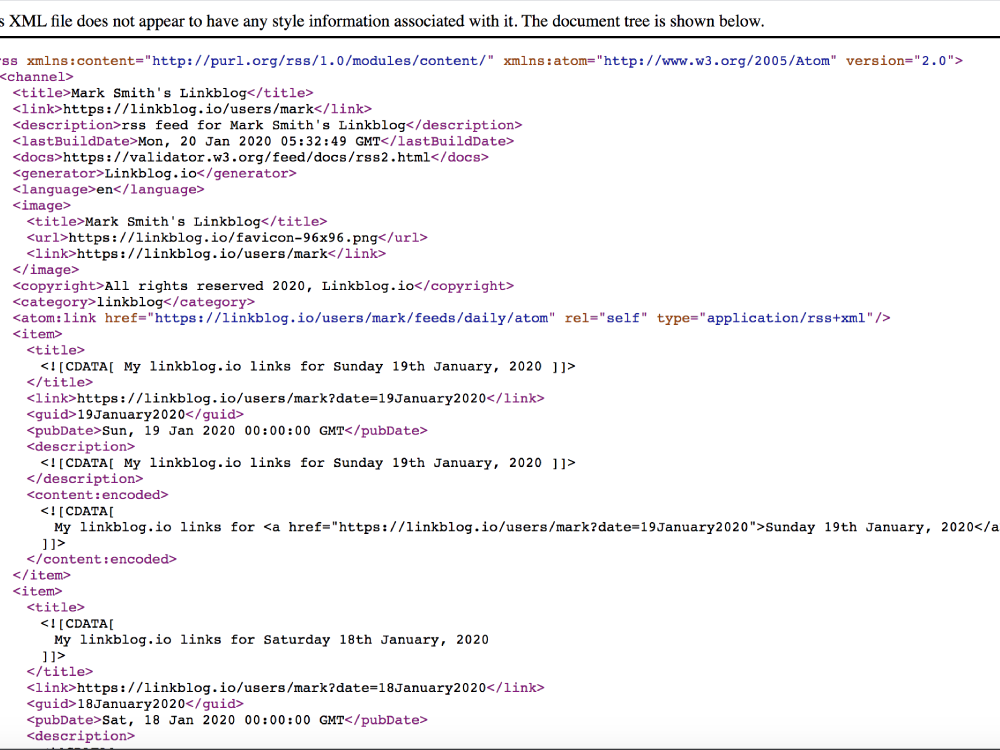 s XML file does not appear to have any style information associated with it. The document tree is shown below.
rss xmlns:content="http://purl.org/rss/1.0/modules/content/" xmlns:atom="http://www.w3.org/2005/Atom" version="2.0">
<channel>
<title>Mark Smith's Linkblog</title>
<link>https://linkblog.io/users/mark</link>
<description>rss feed for Mark Smith's Linkblog</description>
<lastBuildDate>Mon, 20 Jan 2020 05:32:49 GMT</lastBuildDate>
<docs>https://validator.w3.org/feed/docs/rss2.html</docs>
<generator>Linkblog.io</generator>
<language>en</language>
<image>
<title>Mark Smith's Linkblog</title>
<url>https://linkblog.io/favicon-96x96.png</url>
<link>https://linkblog.io/users/mark</link>
</image>
<copyright>All rights reserved 2020, Linkblog.io</copyright>
<category>linkblog</category>
<atom:link href="https://linkblog.io/users/mark/feeds/daily/atom" rel="self" type="application/rss+xml"/>
<item>
<title>
<![CDATA[ My linkblog.io links for Sunday 19th January, 2020 ]]>
</title>
<link>https://linkblog.io/users/mark?date=19January2020</link>
<guid>19January2020</guid>
<pubDate>Sun, 19 Jan 2020 00:00:00 GMT</pubDate>
<description>
<![CDATA[ My linkblog.io links for Sunday 19th January, 2020 ]]>
</description>
<content:encoded>
<![CDATA[
My linkblog.io links for <a href="https://linkblog.io/users/mark?date=19January2020">Sunday 19th January, 2020</a
]]>
</content:encoded>
</item>
<item>
<title>
<![CDATA[
My linkblog.io links for Saturday 18th January, 2020
]]>
</title>
<link>https://linkblog.io/users/mark?date=18January2020</link>
<guid>18January2020</guid>
<pubDate>Sat, 18 Jan 2020 00:00:00 GMT</pubDate>
<description>